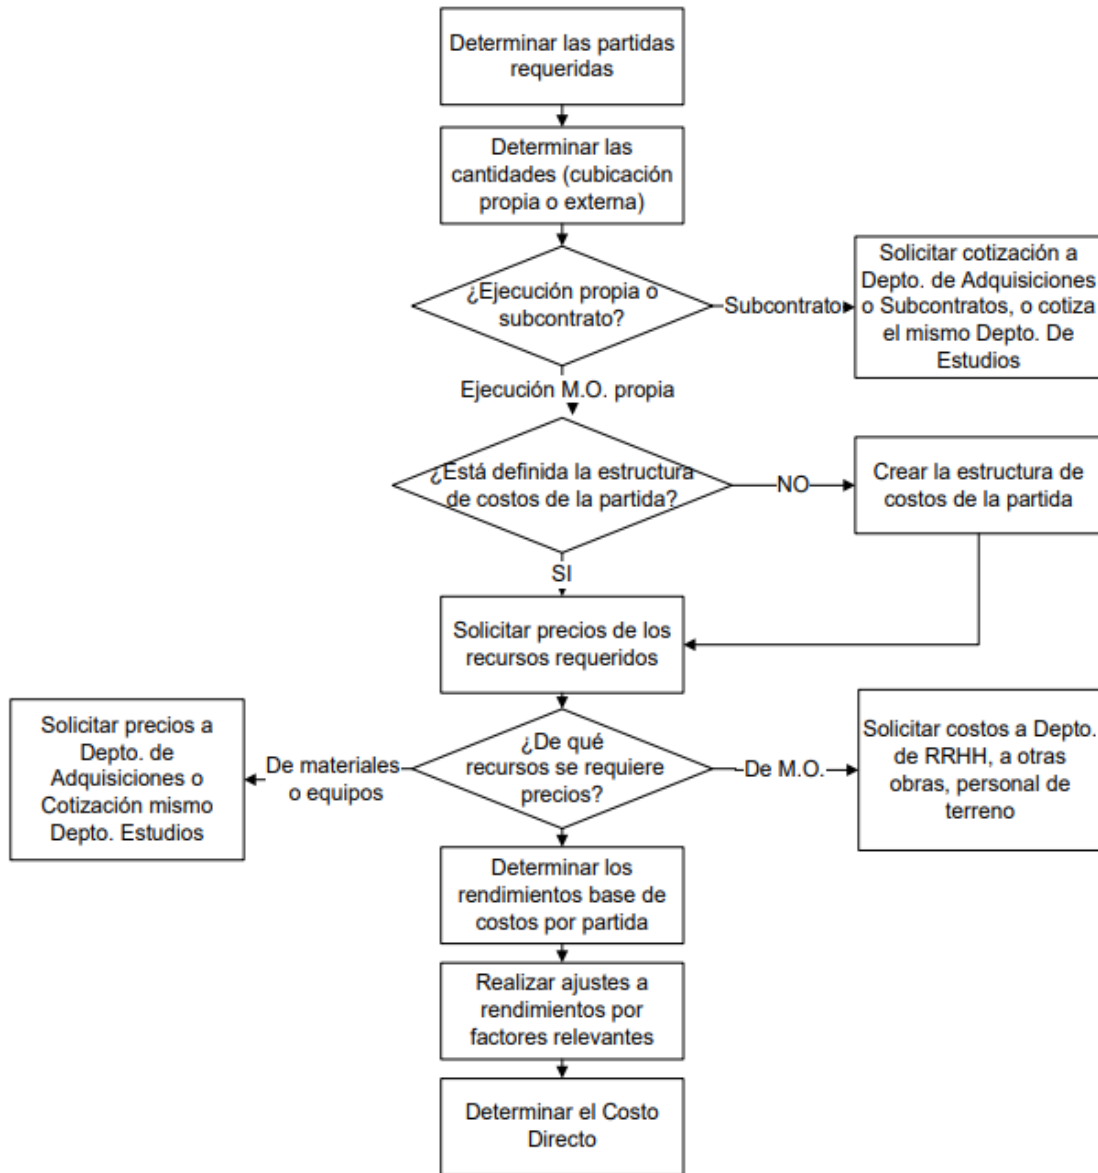 Determinar las partidas
requeridas
Determinar las
cantidades (cubicación
propia o externa)
¿Ejecución propia o
subcontrato?
Subcontrato
Solicitar cotización a
Depto. de Adquisiciones
o Subcontratos, o cotiza
el mismo Depto. De
Estudios
Ejecución M.O. propia
¿Está definida la estructura
de costos de la partida?
NO
Crear la estructura de
costos de la partida
SI
Solicitar precios de los
recursos requeridos
Solicitar precios a
Depto. de
Adquisiciones o
Cotización mismo
Depto. Estudios
De materiales
o equipos
¿De qué
recursos se requiere
precios?
De M.O.
Solicitar costos a Depto.
de RRHH, a otras
obras, personal de
terreno
Determinar los
rendimientos base de
costos por partida
Realizar ajustes a
rendimientos por
factores relevantes
Determinar el Costo
Directo